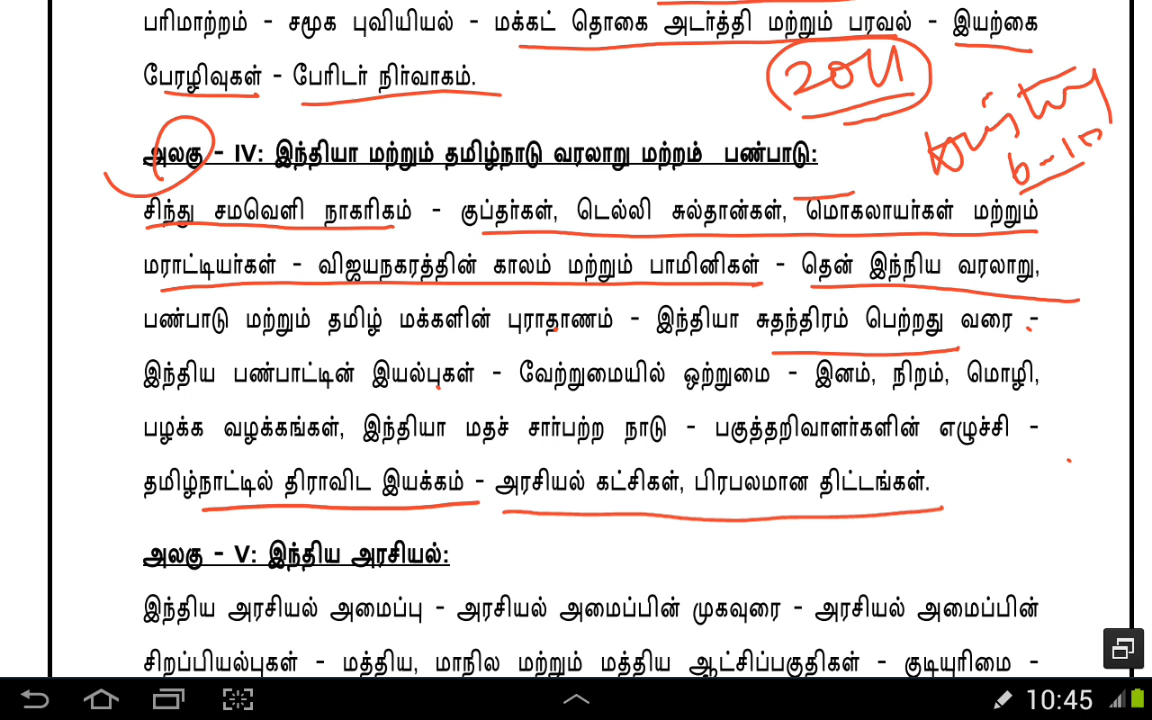 பரிமாற்றம் - சமூக புவியியல் - மக்கட் தொகை அடர்த்தி மற்றும் பரவல் - இயற்கை
பேரழிவுகள் - பேரிடர் நிர்வாகம்.
2011
History
6-10
அலகு - IV: இந்தியா மற்றும் தமிழ்நாடு வரலாறு மற்றம் பண்பாடு:
சிந்து சமவெளி நாகரிகம் - குப்தர்கள், டெல்லி சுல்தான்கள், மொகலாயர்கள் மற்றும்
மராட்டியர்கள் - விஜயநகரத்தின் காலம் மற்றும் பாமினிகள் - தென் இந்நிய வரலாறு,
பண்பாடு மற்றும் தமிழ் மக்களின் புராதாணம் - இந்தியா சுதந்திரம் பெற்றது வரை -
இந்திய பண்பாட்டின் இயல்புகள் - வேற்றுமையில் ஒற்றுமை - இனம், நிறம், மொழி,
பழக்க வழக்கங்கள், இந்தியா மதச் சார்பற்ற நாடு - பகுத்தறிவாளர்களின் எழுச்சி -
தமிழ்நாட்டில் திராவிட இயக்கம் - அரசியல் கட்சிகள், பிரபலமான திட்டங்கள்.
அலகு - V: இந்திய அரசியல்:
இந்திய அரசியல் அமைப்பு - அரசியல் அமைப்பின் முகவுரை - அரசியல் அமைப்பின்
சிறப்பியல்புகள் - மத்திய, மாநில மற்றும் மத்திய ஆட்சிப்பகுதிகள் - குடியுரிமை -
10:45